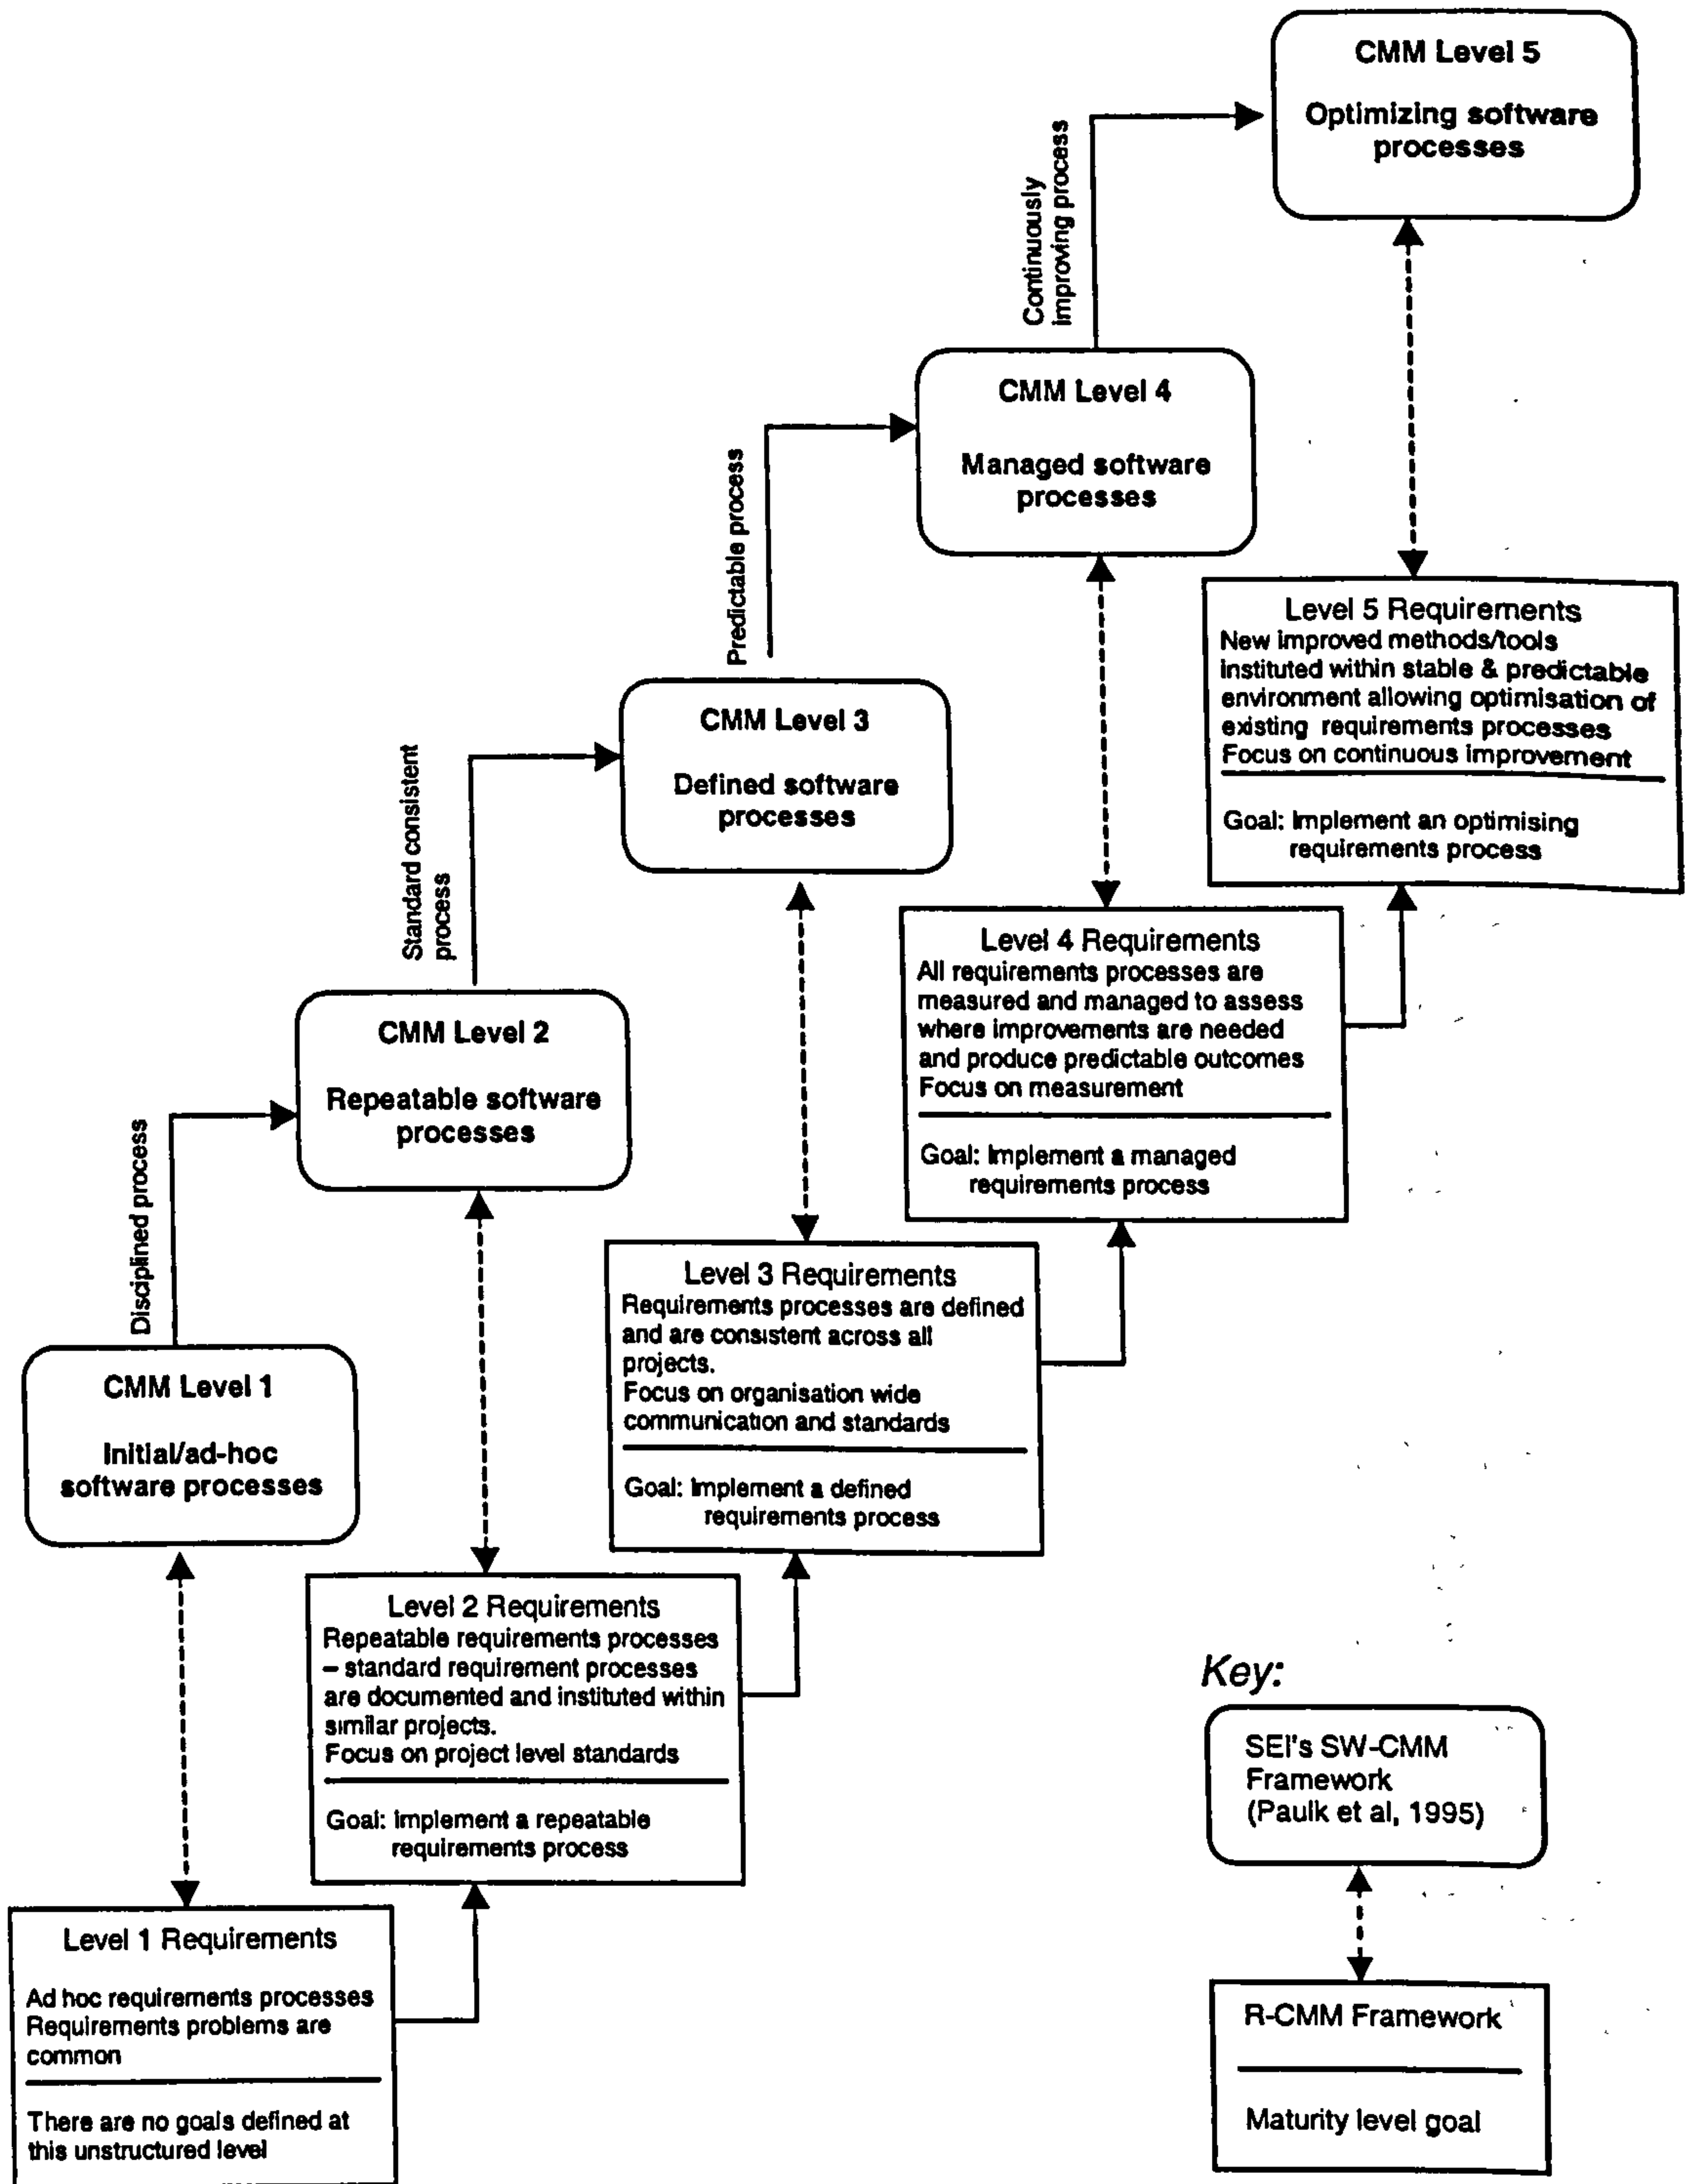 CMM Level 5
Optimizing software
processes
Continuously
improving process
CMM Level 4
Managed software
processes
Predictable process
Level 5 Requirements
New improved methods/tools
instituted within stable & predictable
environment allowing optimisation of
existing requirements processes
Focus on continuous improvement
Goal: Implement an optimising
requirements process
CMM Level 3
Defined software
processes
Standard consistent
process
Level 4 Requirements
All requirements processes are
measured and managed to assess
where improvements are needed
and produce predictable outcomes
Focus on measurement
Goal: Implement a managed
requirements process
CMM Level 2
Repeatable software
processes
Disciplined process
Level 3 Requirements
Requirements processes are defined
and are consistent across all
projects.
Focus on organisation wide
communication and standards
Goal: Implement a defined
requirements process
CMM Level 1
Initial/ad-hoc
software processes
Level 2 Requirements
Repeatable requirements processes
– standard requirement processes
are documented and instituted within
similar projects.
Focus on project level standards
Goal: Implement a repeatable
requirements process
Level 1 Requirements
Ad hoc requirements processes
Requirements problems are
common
There are no goals defined at
this unstructured level
Key:
SEI's SW-CMM
Framework
(Paulk et al, 1995)
R-CMM Framework
Maturity level goal